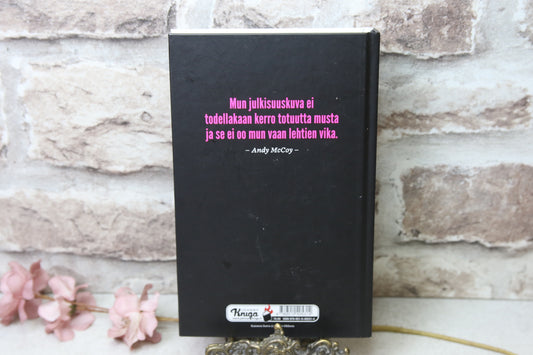 Mun julkisuuskuva ei
todellakaan kerro totuutta musta
ja se ei oo mun vaan lehtien vika.
– Andy McCoy –
Kniga